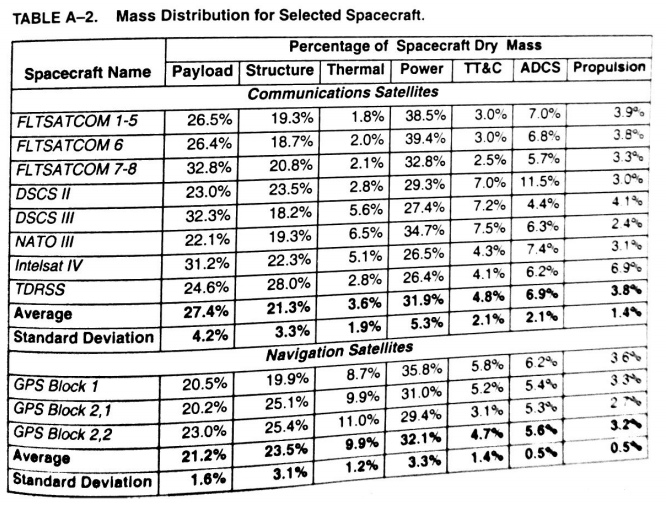 TABLE A–2. Mass Distribution for Selected Spacecraft.
Percentage of Spacecraft Dry Mass
Spacecraft Name Payload Structure Thermal Power TT&C ADCS Propulsion
Communications Satellites
FLTSATCOM 1-5 26.5% 19.3% 1.8% 38.5% 3.0% 7.0% 3.9%
FLTSATCOM 6 26.4% 18.7% 2.0% 39.4% 3.0% 6.8% 3.8%
FLTSATCOM 7-8 32.8% 20.8% 2.1% 32.8% 2.5% 5.7% 3.3%
DSCS II 23.0% 23.5% 2.8% 29.3% 7.0% 11.5% 3.0%
DSCS III 32.3% 18.2% 5.6% 27.4% 7.2% 4.4% 4.1%
NATO III 22.1% 19.3% 6.5% 34.7% 7.5% 6.3% 2.4%
Intelsat IV 31.2% 22.3% 5.1% 26.5% 4.3% 7.4% 3.1%
TDRSS 24.6% 28.0% 2.8% 26.4% 4.1% 6.2% 6.9%
Average 27.4% 21.3% 3.6% 31.9% 4.8% 6.9% 3.8%
Standard Deviation 4.2% 3.3% 1.9% 5.3% 2.1% 2.1% 1.4%
Navigation Satellites
GPS Block 1 20.5% 19.9% 8.7% 35.8% 5.8% 6.2% 3.6%
GPS Block 2,1 20.2% 25.1% 9.9% 31.0% 5.2% 5.4% 3.3%
GPS Block 2,2 23.0% 25.4% 11.0% 29.4% 3.1% 5.3% 2.7%
Average 21.2% 23.5% 9.9% 32.1% 4.7% 5.6% 3.2%
Standard Deviation 1.6% 3.1% 1.2% 3.3% 1.4% 0.5% 0.5%